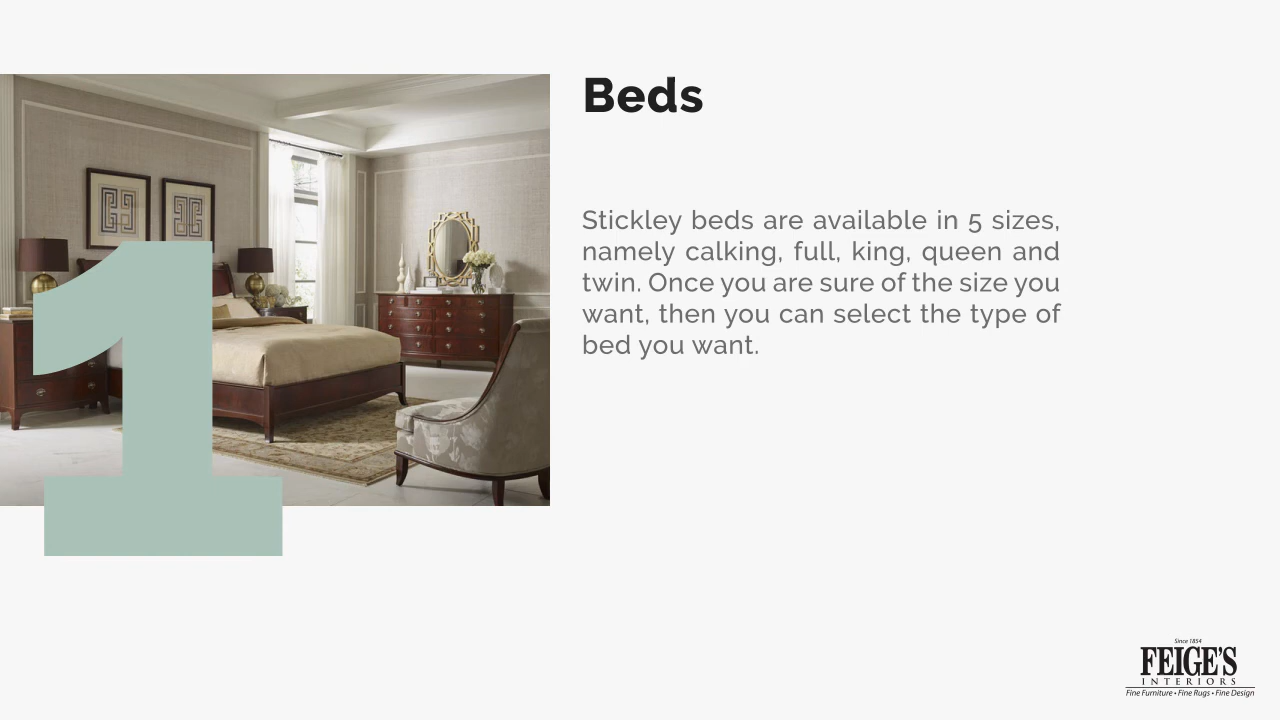 1
Beds
Stickley beds are available in 5 sizes,
namely calking, full, king, queen and
twin. Once you are sure of the size you
want, then you can select the type of
bed you want.
Since 1854
FEIGE'S
INTERIORS
Fine Furniture • Fine Rugs • Fine Design